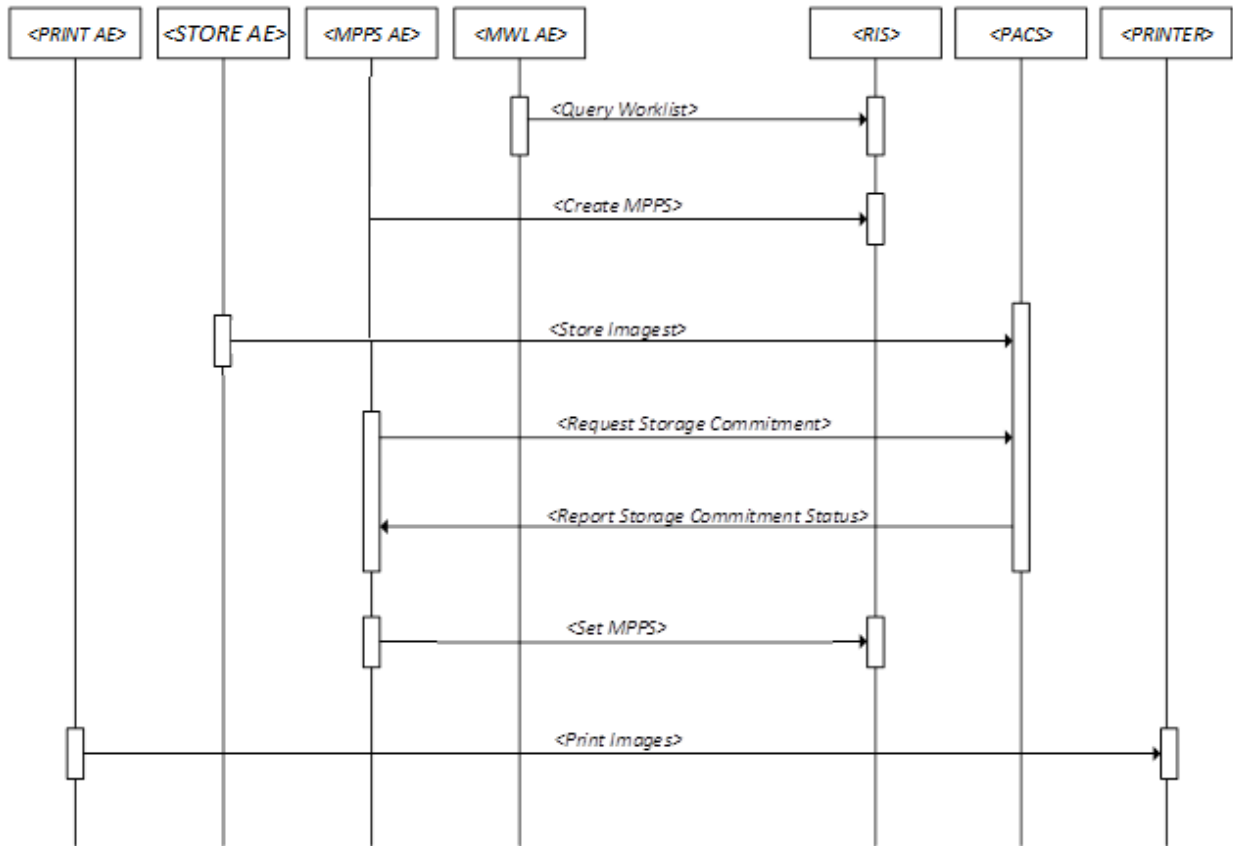 <PRINT AE>
<STORE AE>
<MPPS AE>
<MWL AE>
<RIS>
<PACS>
<PRINTER>
<Query Worklist>
<Create MPPS>
<Store Imagest>
<Request Storage Commitment>
<Report Storage Commitment Status>
<Set MPPS>
<Print Images>